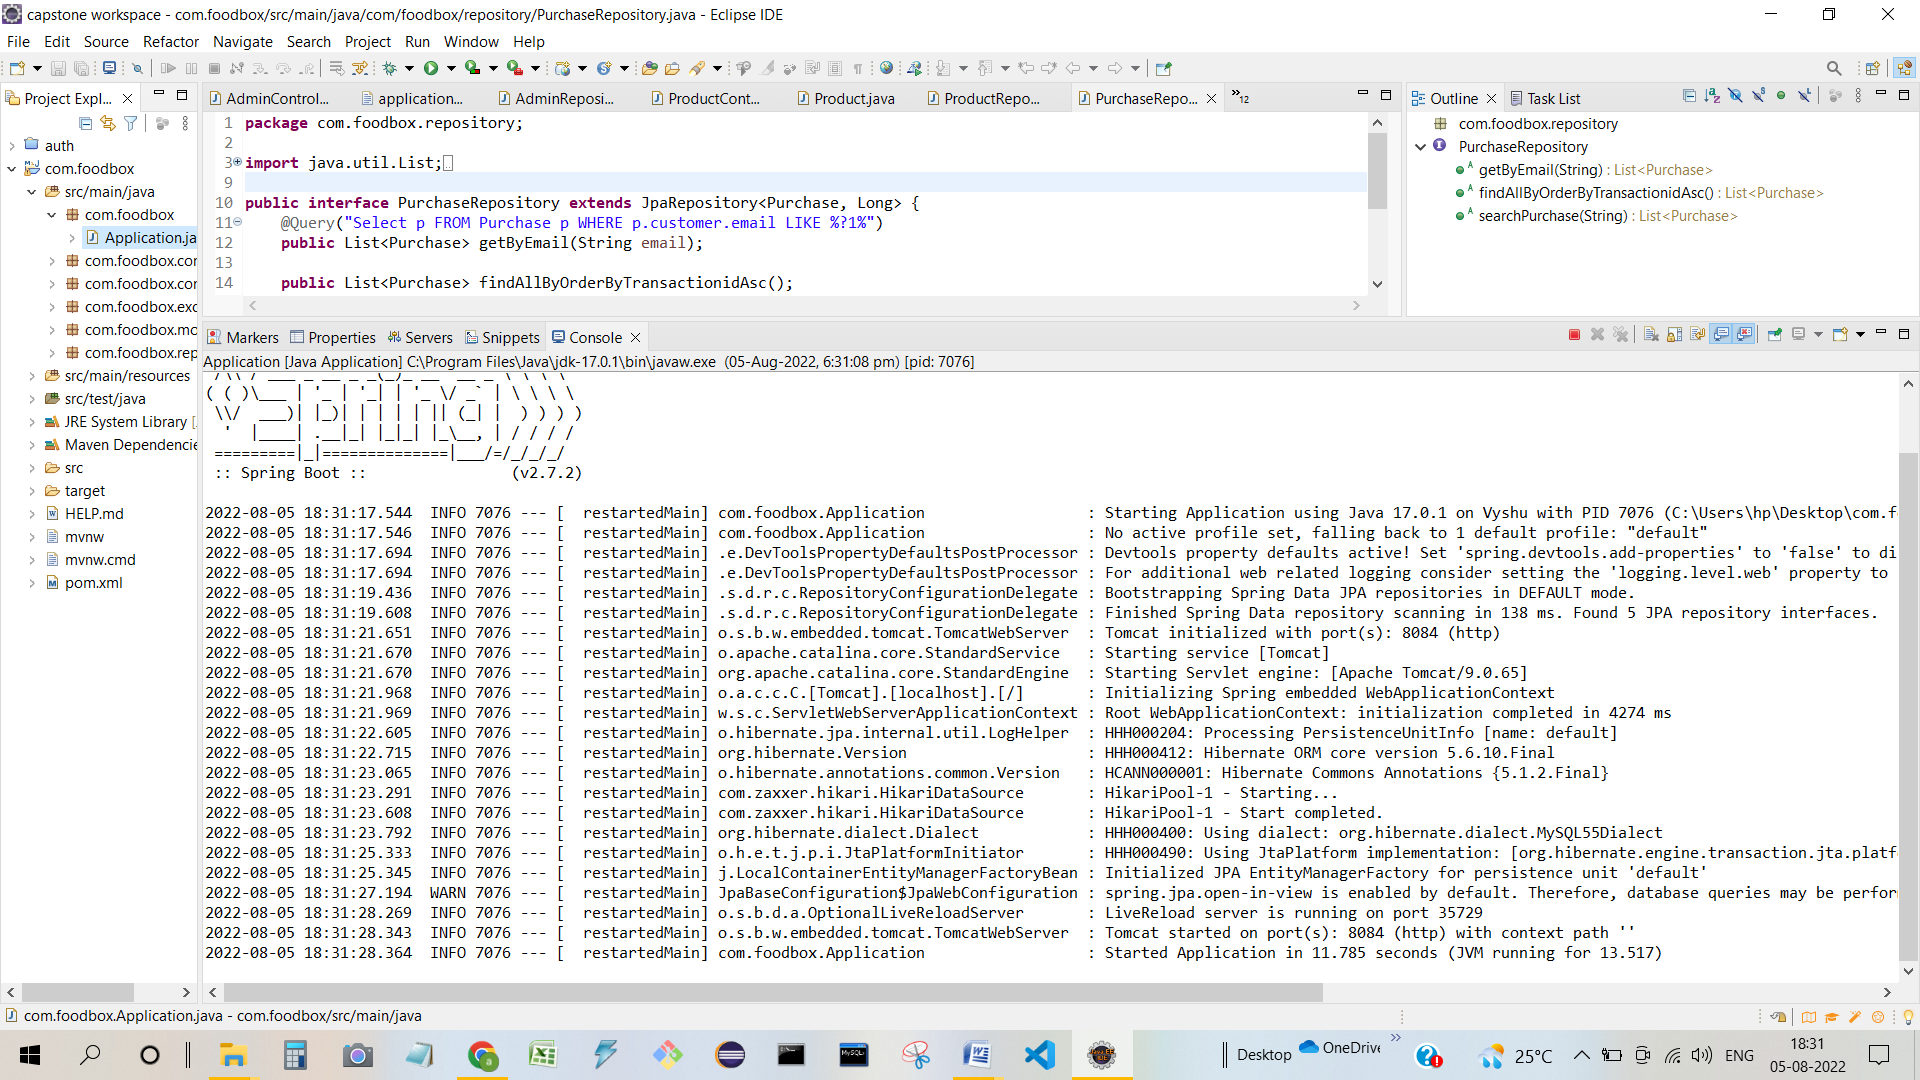 capstone workspace - com.foodbox/src/main/java/com/foodbox/repository/PurchaseRepository.java - Eclipse IDE
File Edit Source Refactor Navigate Search Project Run Window Help
Project Expl...
auth
com.foodbox
src/main/java
com.foodbox
Application.ja
com.foodbox.cor
com.foodbox.cor
com.foodbox.exc
com.foodbox.mc
com.foodbox.rep
src/main/resources
src/test/java
JRE System Library [
Maven Dependencie
src
target
HELP.md
mvnw
mvnw.cmd
pom.xml
AdminControl... application... AdminReposi... ProductCont... Product.java ProductRepo... PurchaseRepo... »12
1 package com.foodbox.repository;
2
3 import java.util.List;
9
10 public interface PurchaseRepository extends JpaRepository<Purchase, Long> {
11 @Query("Select p FROM Purchase p WHERE p.customer.email LIKE %?1%")
12 public List<Purchase> getByEmail(String email);
13
14 public List<Purchase> findAllByOrderByTransactionidAsc();
Outline Task List
com.foodbox.repository
PurchaseRepository
getByEmail(String) : List<Purchase>
findAllByOrderByTransactionidAsc() : List<Purchase>
searchPurchase(String) : List<Purchase>
Markers Properties Servers Snippets Console
Application [Java Application] C:\Program Files\Java\jdk-17.0.1\bin\javaw.exe (05-Aug-2022, 6:31:08 pm) [pid: 7076]
:: Spring Boot :: (v2.7.2)
2022-08-05 18:31:17.544 INFO 7076 --- [ restartedMain] com.foodbox.Application : Starting Application using Java 17.0.1 on Vyshu with PID 7076 (C:\Users\hp\Desktop\com.f
2022-08-05 18:31:17.546 INFO 7076 --- [ restartedMain] com.foodbox.Application : No active profile set, falling back to 1 default profile: "default"
2022-08-05 18:31:17.694 INFO 7076 --- [ restartedMain] .e.DevToolsPropertyDefaultsPostProcessor : Devtools property defaults active! Set 'spring.devtools.add-properties' to 'false' to di
2022-08-05 18:31:17.694 INFO 7076 --- [ restartedMain] .e.DevToolsPropertyDefaultsPostProcessor : For additional web related logging consider setting the 'logging.level.web' property to
2022-08-05 18:31:19.436 INFO 7076 --- [ restartedMain] .s.d.r.c.RepositoryConfigurationDelegate : Bootstrapping Spring Data JPA repositories in DEFAULT mode.
2022-08-05 18:31:19.608 INFO 7076 --- [ restartedMain] .s.d.r.c.RepositoryConfigurationDelegate : Finished Spring Data repository scanning in 138 ms. Found 5 JPA repository interfaces.
2022-08-05 18:31:21.651 INFO 7076 --- [ restartedMain] o.s.b.w.embedded.tomcat.TomcatWebServer : Tomcat initialized with port(s): 8084 (http)
2022-08-05 18:31:21.670 INFO 7076 --- [ restartedMain] o.apache.catalina.core.StandardService : Starting service [Tomcat]
2022-08-05 18:31:21.670 INFO 7076 --- [ restartedMain] org.apache.catalina.core.StandardEngine : Starting Servlet engine: [Apache Tomcat/9.0.65]
2022-08-05 18:31:21.968 INFO 7076 --- [ restartedMain] o.a.c.c.C.[Tomcat].[localhost].[/] : Initializing Spring embedded WebApplicationContext
2022-08-05 18:31:21.969 INFO 7076 --- [ restartedMain] w.s.c.ServletWebServerApplicationContext : Root WebApplicationContext: initialization completed in 4274 ms
2022-08-05 18:31:22.605 INFO 7076 --- [ restartedMain] o.hibernate.jpa.internal.util.LogHelper : HHH000204: Processing PersistenceUnitInfo [name: default]
2022-08-05 18:31:22.715 INFO 7076 --- [ restartedMain] org.hibernate.Version : HHH000412: Hibernate ORM core version 5.6.10.Final
2022-08-05 18:31:23.065 INFO 7076 --- [ restartedMain] o.hibernate.annotations.common.Version : HCANN000001: Hibernate Commons Annotations {5.1.2.Final}
2022-08-05 18:31:23.291 INFO 7076 --- [ restartedMain] com.zaxxer.hikari.HikariDataSource : HikariPool-1 - Starting...
2022-08-05 18:31:23.608 INFO 7076 --- [ restartedMain] com.zaxxer.hikari.HikariDataSource : HikariPool-1 - Start completed.
2022-08-05 18:31:23.792 INFO 7076 --- [ restartedMain] org.hibernate.dialect.Dialect : HHH000400: Using dialect: org.hibernate.dialect.MySQL55Dialect
2022-08-05 18:31:25.333 INFO 7076 --- [ restartedMain] o.h.e.t.j.p.i.JtaPlatformInitiator : HHH000490: Using JtaPlatform implementation: [org.hibernate.engine.transaction.jta.platf
2022-08-05 18:31:25.345 INFO 7076 --- [ restartedMain] j.LocalContainerEntityManagerFactoryBean : Initialized JPA EntityManagerFactory for persistence unit 'default'
2022-08-05 18:31:27.194 WARN 7076 --- [ restartedMain] JpaBaseConfiguration$JpaWebConfiguration : spring.jpa.open-in-view is enabled by default. Therefore, database queries may be perfor
2022-08-05 18:31:28.269 INFO 7076 --- [ restartedMain] o.s.b.d.a.OptionalLiveReloadServer : LiveReload server is running on port 35729
2022-08-05 18:31:28.343 INFO 7076 --- [ restartedMain] o.s.b.w.embedded.tomcat.TomcatWebServer : Tomcat started on port(s): 8084 (http) with context path ''
2022-08-05 18:31:28.364 INFO 7076 --- [ restartedMain] com.foodbox.Application : Started Application in 11.785 seconds (JVM running for 13.517)
com.foodbox.Application.java - com.foodbox/src/main/java
Desktop OneDrive 25°C ENG 18:31
05-08-2022